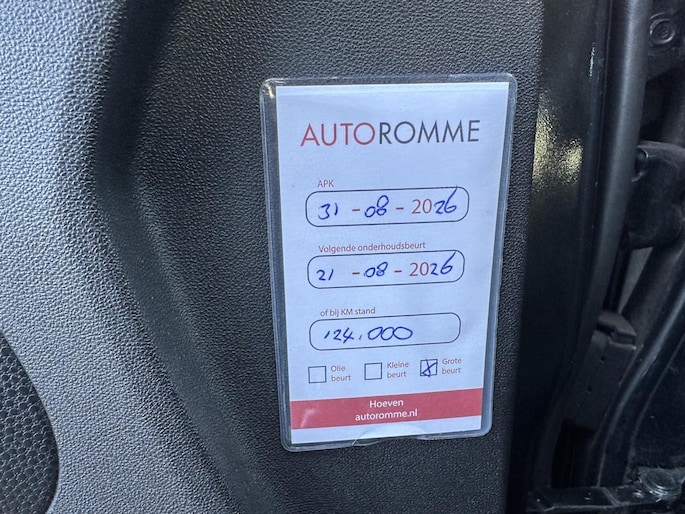 AUTOROMME
APK
31 - 08 - 2026
Volgende onderhoudsbeurt
21 - 08 - 2026
of bij KM stand
124.000
Olie beurt
Kleine beurt
Grote beurt
Hoeven
autoromme.nl